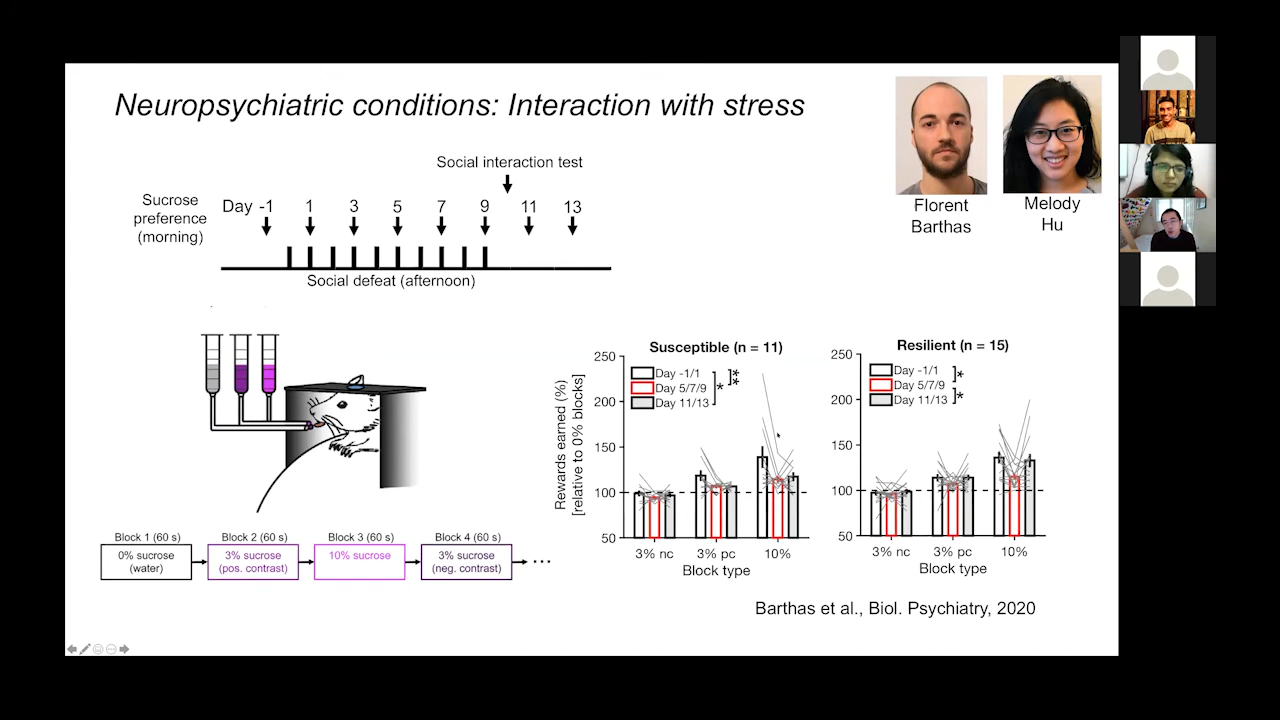 Neuropsychiatric conditions: Interaction with stress
Florent
Barthas
Melody
Hu
Social interaction test
Sucrose
preference
(morning)
Day -1 1 3 5 7 9 11 13
Social defeat (afternoon)
Block 1 (60 s)
0% sucrose
(water)
Block 2 (60 s)
3% sucrose
(pos. contrast)
Block 3 (60 s)
10% sucrose
Block 4 (60 s)
3% sucrose
(neg. contrast)
...
Rewards earned (%)
[relative to 0% blocks]
Susceptible (n = 11)
250
200
150
100
50
Day -1/1
Day 5/7/9
Day 11/13
*
**
3% nc 3% pc 10%
Block type
Resilient (n = 15)
250
200
150
100
50
Day -1/1
Day 5/7/9
Day 11/13
*
*
3% nc 3% pc 10%
Block type
Barthas et al., Biol. Psychiatry, 2020